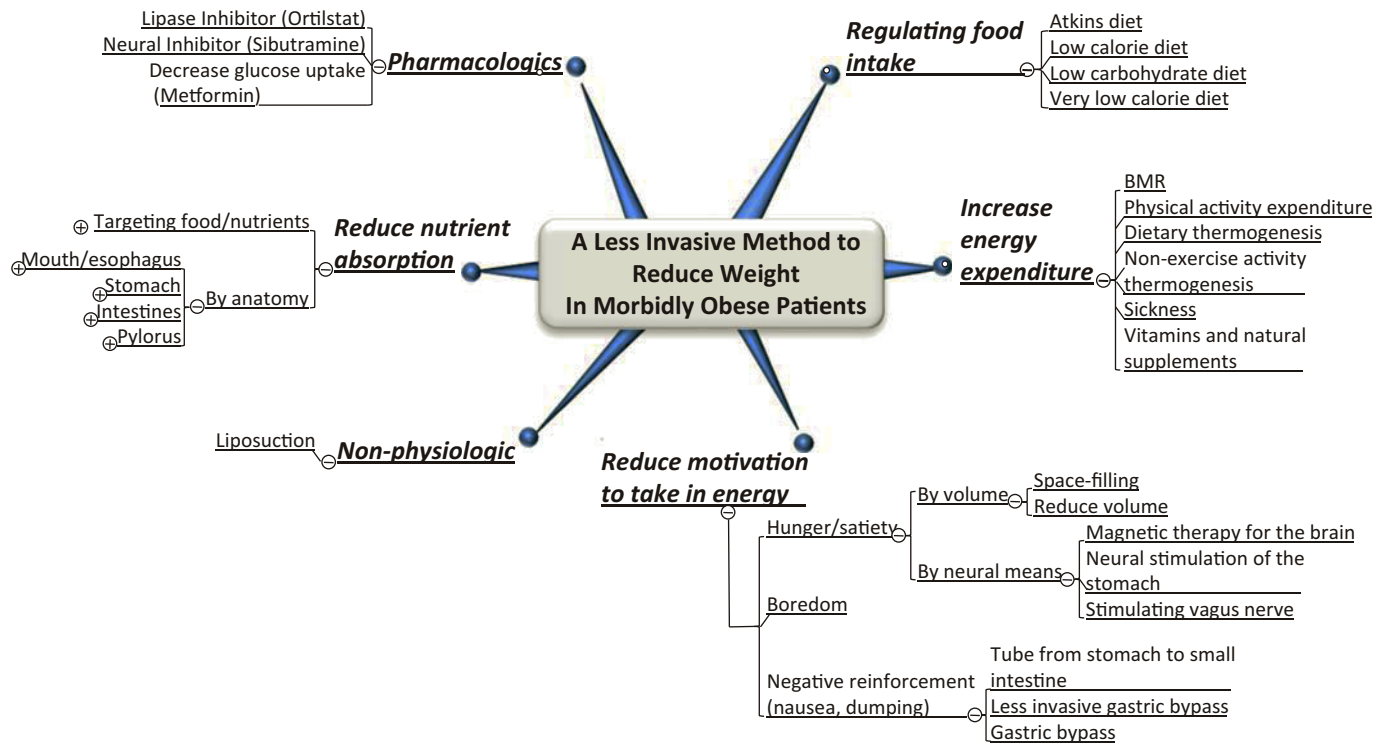 Lipase Inhibitor (Ortilstat)
Neural Inhibitor (Sibutramine)
Decrease glucose uptake
(Metformin)
Pharmacologics
Regulating food
intake
Atkins diet
Low calorie diet
Low carbohydrate diet
Very low calorie diet
Targeting food/nutrients
Mouth/esophagus
Stomach
Intestines
Pylorus
By anatomy
Reduce nutrient
absorption
A Less Invasive Method to
Reduce Weight
In Morbidly Obese Patients
Increase
energy
expenditure
BMR
Physical activity expenditure
Dietary thermogenesis
Non-exercise activity
thermogenesis
Sickness
Vitamins and natural
supplements
Liposuction
Non-physiologic
Reduce motivation
to take in energy
Hunger/satiety
By volume
Space-filling
Reduce volume
By neural means
Magnetic therapy for the brain
Neural stimulation of the
stomach
Stimulating vagus nerve
Boredom
Negative reinforcement
(nausea, dumping)
Tube from stomach to small
intestine
Less invasive gastric bypass
Gastric bypass